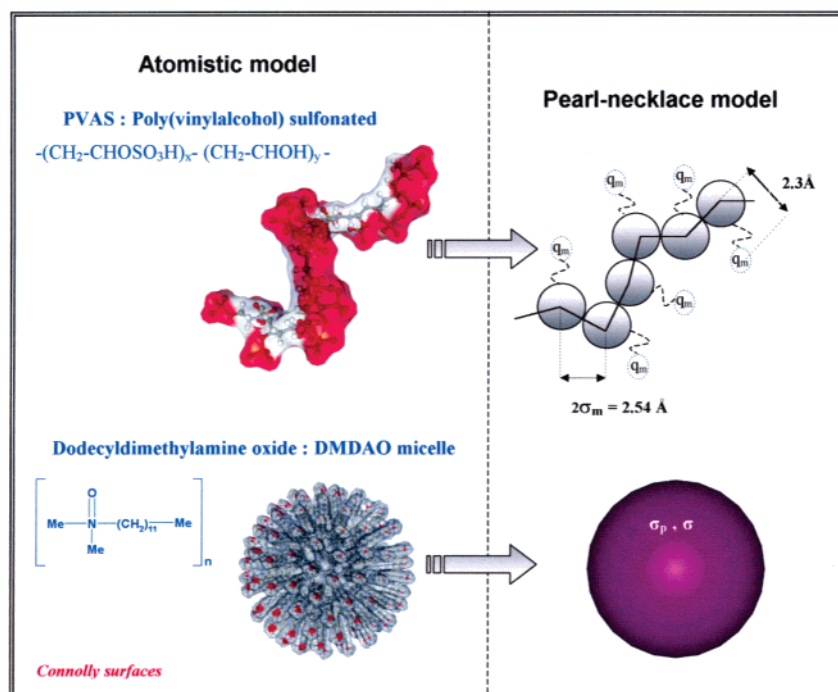 Atomistic model
PVAS : Poly(vinylalcohol) sulfonated
-(CH₂-CHOSO₃H)ₓ- (CH₂-CHOH)ᵧ -
Pearl-necklace model
2.3Å
qₘ
qₘ
qₘ
qₘ
qₘ
qₘ
2σₘ = 2.54 Å
Dodecyldimethylamine oxide : DMDAO micelle
O
Me N (CH₂)₁₁ Me
Me
n
σₚ , σ
Connolly surfaces